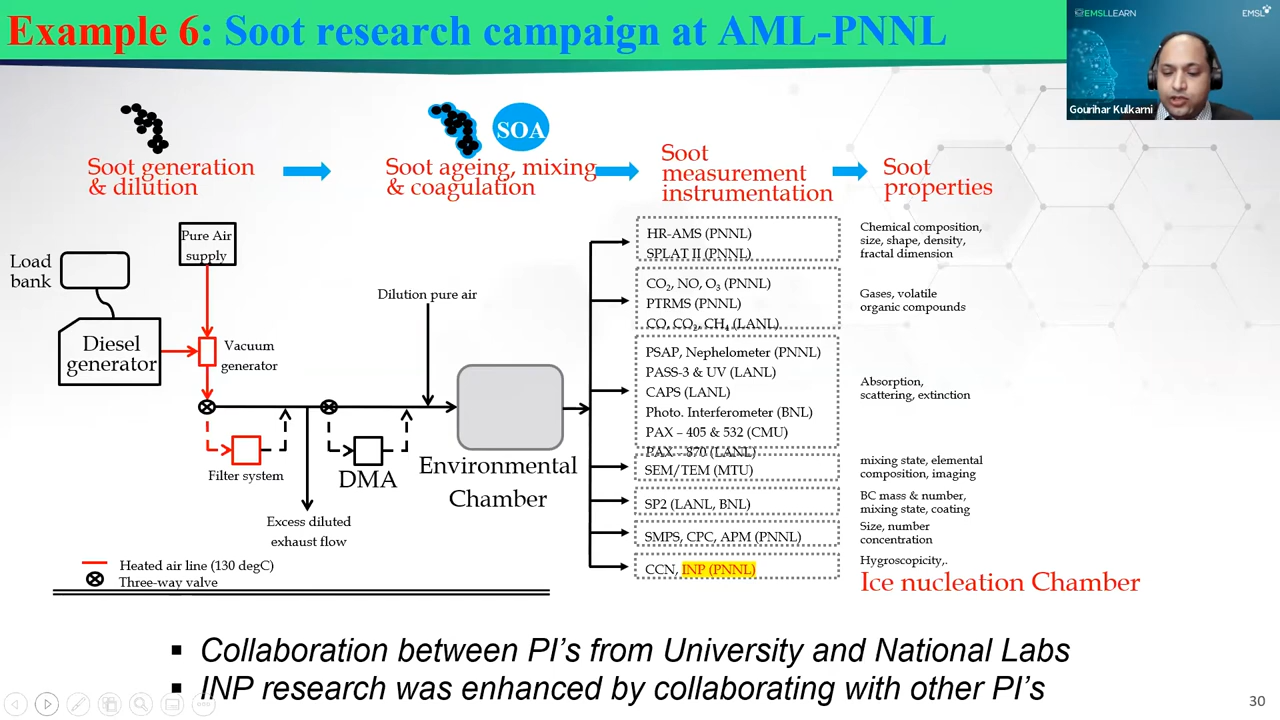 Example 6: Soot research campaign at AML-PNNL
EMSLLEARN
EMSL
Gourihar Kulkarni
SOA
Soot generation
& dilution
Soot ageing, mixing
& coagulation
Soot
measurement
instrumentation
Soot
properties
Pure Air
supply
Load
bank
Diesel
generator
Vacuum
generator
Dilution pure air
Filter system
DMA
Environmental
Chamber
Excess diluted
exhaust flow
Heated air line (130 degC)
Three-way valve
HR-AMS (PNNL)
SPLAT II (PNNL)
CO₂, NO, O₃ (PNNL)
PTRMS (PNNL)
CO, CO₂, CH₄ (LANL)
PSAP, Nephelometer (PNNL)
PASS-3 & UV (LANL)
CAPS (LANL)
Photo. Interferometer (BNL)
PAX – 405 & 532 (CMU)
PAX – 870 (LANL)
SEM/TEM (MTU)
SP2 (LANL, BNL)
SMPS, CPC, APM (PNNL)
CCN, INP (PNNL)
Chemical composition,
size, shape, density,
fractal dimension
Gases, volatile
organic compounds
Absorption,
scattering, extinction
mixing state, elemental
composition, imaging
BC mass & number,
mixing state, coating
Size, number
concentration
Hygroscopicity,.
Ice nucleation Chamber
▪ Collaboration between PI’s from University and National Labs
▪ INP research was enhanced by collaborating with other PI’s
30